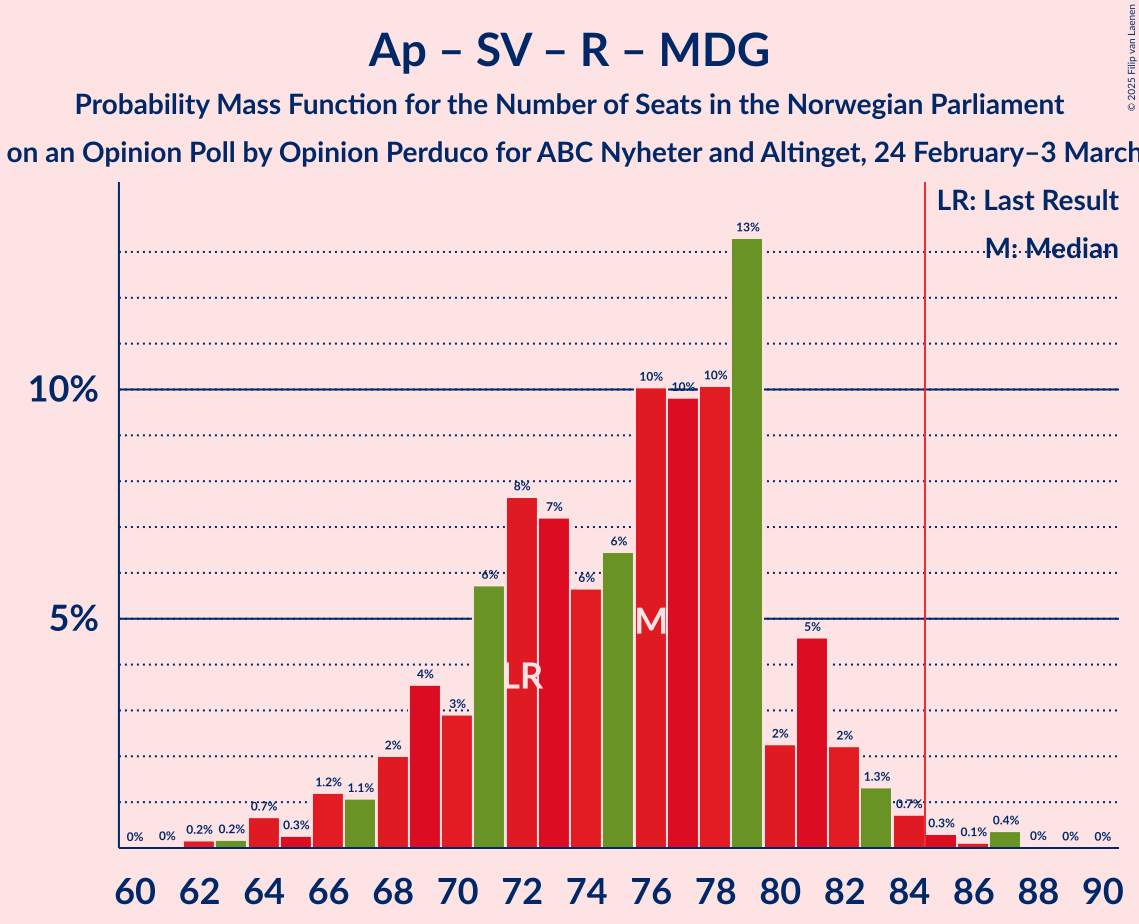 Ap – SV – R – MDG
Probability Mass Function for the Number of Seats in the Norwegian Parliament
on an Opinion Poll by Opinion Perduco for ABC Nyheter and Altinget, 24 February–3 March
© 2025 Filip van Laenen
LR: Last Result
M: Median
10%
5%
0% 0% 0.2% 0.2% 0.7% 0.3% 1.2% 1.1% 2% 4% 3% 6% 8% 7% 6% 6% 10% 10% 10% 13% 2% 5% 2% 1.3% 0.7% 0.3% 0.1% 0.4% 0% 0% 0%
LR
M
60 62 64 66 68 70 72 74 76 78 80 82 84 86 88 90